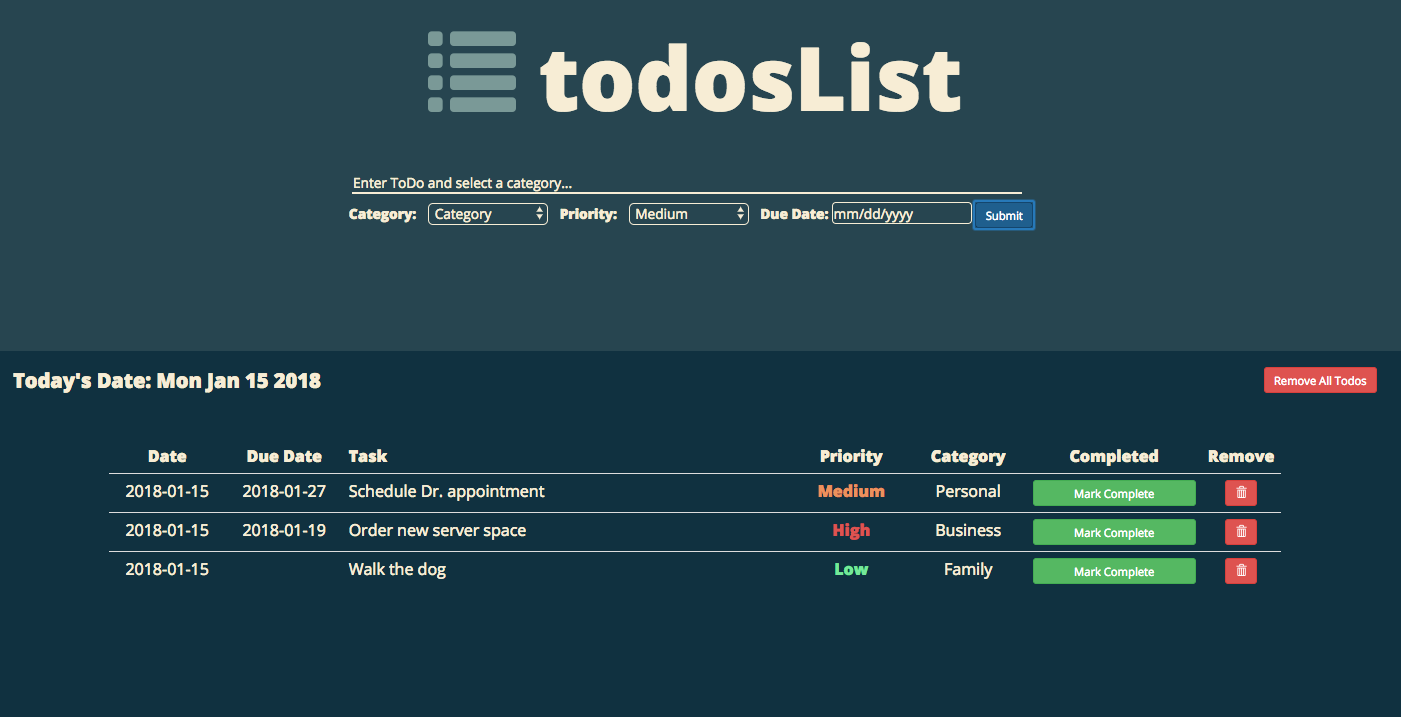 todosList
Enter ToDo and select a category...
Category: Category Priority: Medium Due Date: mm/dd/yyyy Submit
Today's Date: Mon Jan 15 2018 Remove All Todos
Date Due Date Task Priority Category Completed Remove
2018-01-15 2018-01-27 Schedule Dr. appointment Medium Personal Mark Complete
2018-01-15 2018-01-19 Order new server space High Business Mark Complete
2018-01-15 Walk the dog Low Family Mark Complete